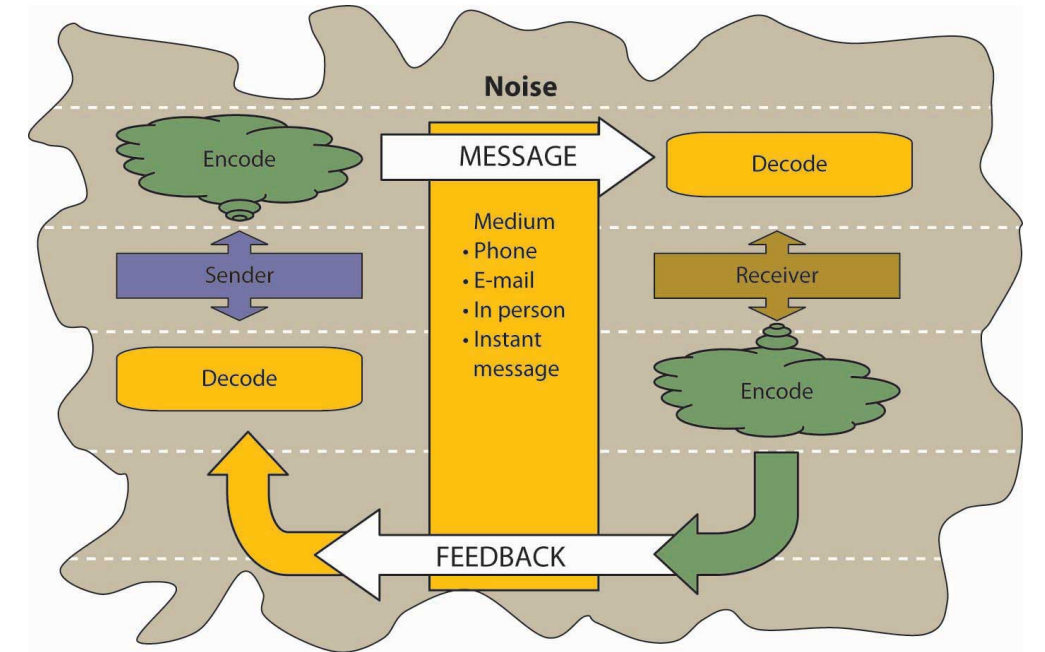 Noise
Encode
MESSAGE
Decode
Medium
• Phone
• E-mail
• In person
• Instant
message
Sender
Receiver
Decode
Encode
FEEDBACK